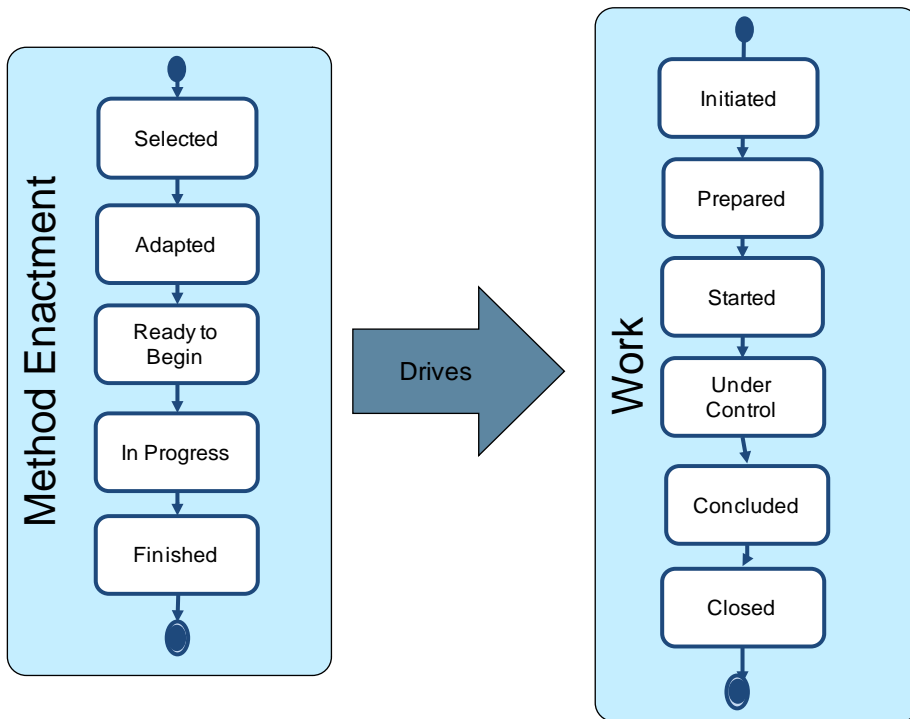 Method Enactment
Selected
Adapted
Ready to
Begin
In Progress
Finished
Drives
Work
Initiated
Prepared
Started
Under
Control
Concluded
Closed